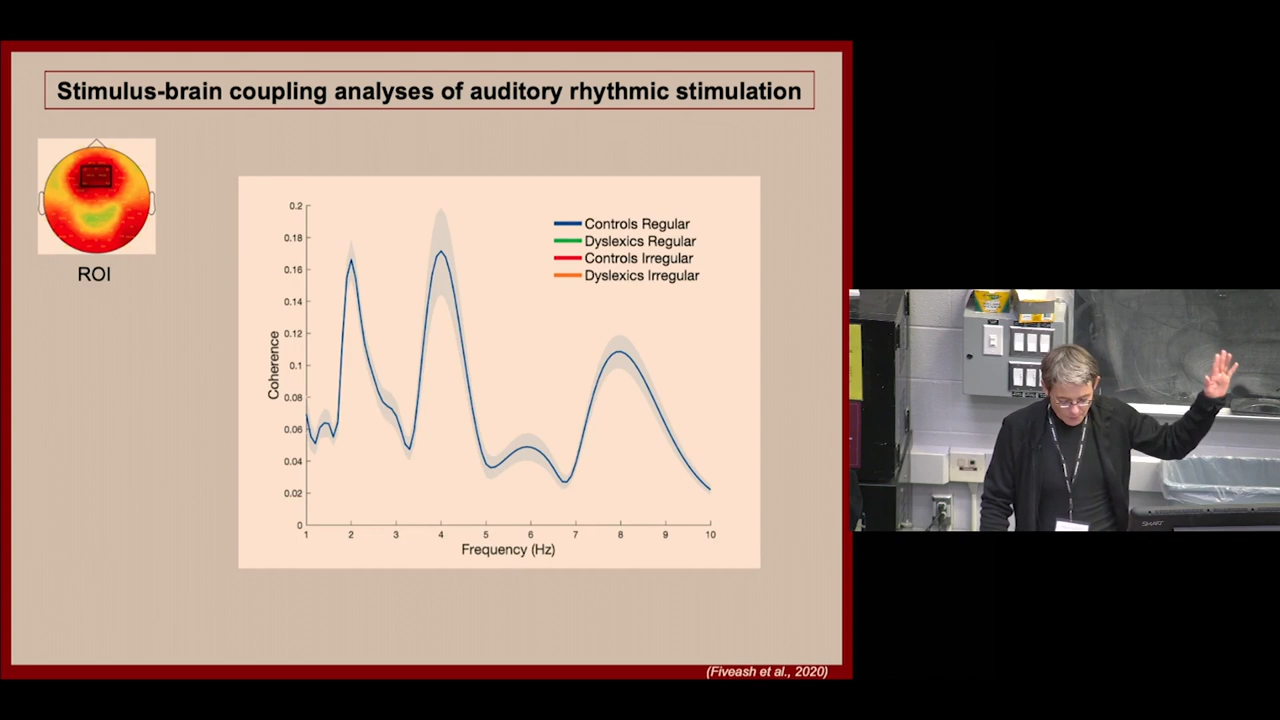 Stimulus-brain coupling analyses of auditory rhythmic stimulation
ROI
Controls Regular
Dyslexics Regular
Controls Irregular
Dyslexics Irregular
0.2
0.18
0.16
0.14
0.12
0.1
0.08
0.06
0.04
0.02
0
Coherence
1 2 3 4 5 6 7 8 9 10
Frequency (Hz)
(Fiveash et al., 2020)
SMART